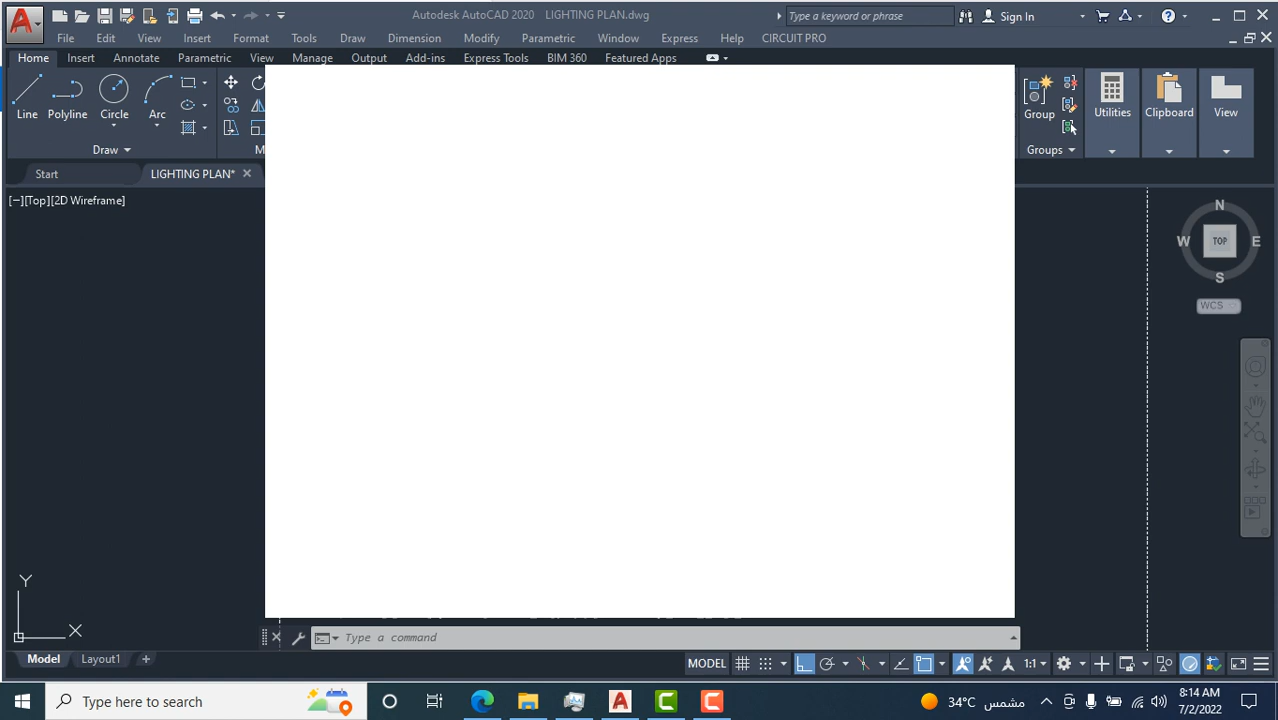 Autodesk AutoCAD 2020 LIGHTING PLAN.dwg
Type a keyword or phrase
Sign In
File Edit View Insert Format Tools Draw Dimension Modify Parametric Window Express Help CIRCUIT PRO
Home Insert Annotate Parametric View Manage Output Add-ins Express Tools BIM 360 Featured Apps
Line Polyline Circle Arc Group Utilities Clipboard View
Draw Groups
Start LIGHTING PLAN*
[−][Top][2D Wireframe]
N
W TOP E
S
WCS
Y
X
Type a command
Model Layout1 + MODEL 1:1
Type here to search
34°C مشمس
8:14 AM
7/2/2022